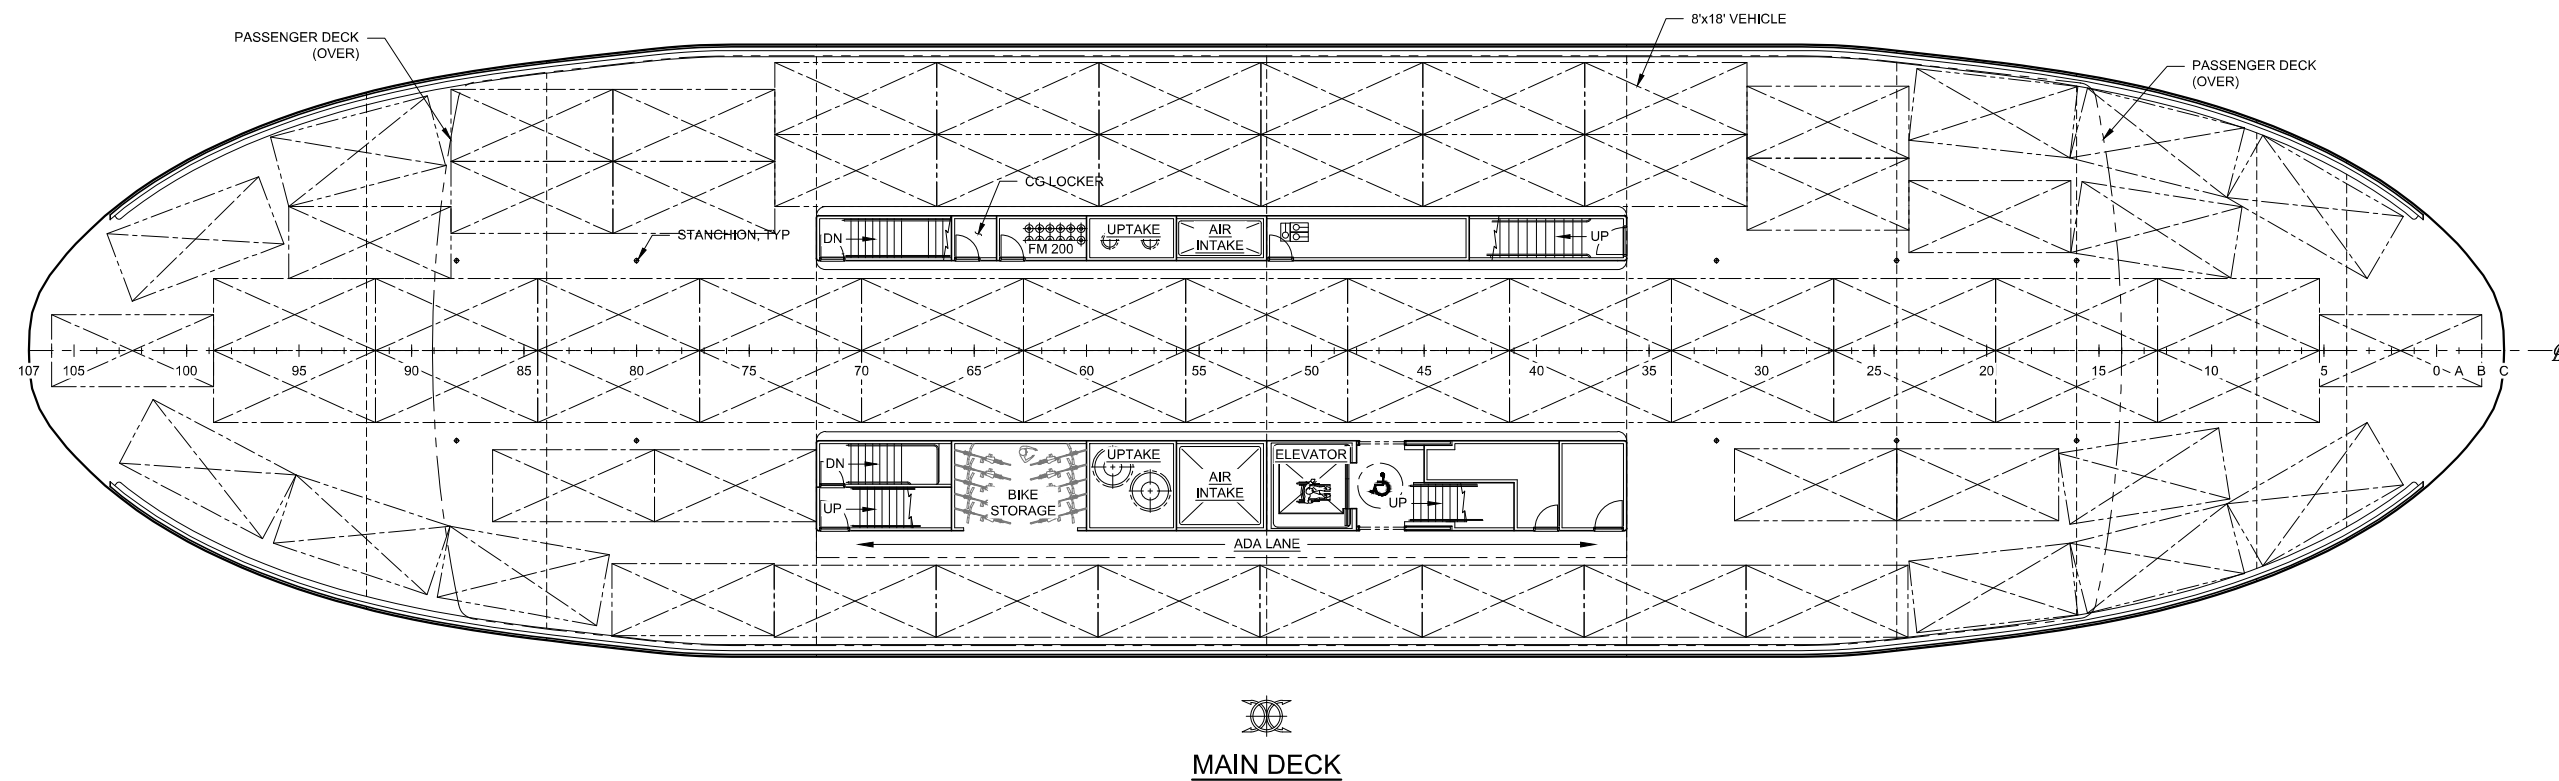 8'x18' VEHICLE
PASSENGER DECK
(OVER)
PASSENGER DECK
(OVER)
CG LOCKER
STANCHION, TYP
DN
FM 200
UPTAKE
AIR
INTAKE
UP
107 105 100 95 90 85 80 75 70 65 60 55 50 45 40 35 30 25 20 15 10 5 0 A B C
DN
UP
BIKE
STORAGE
UPTAKE
AIR
INTAKE
ELEVATOR
UP
ADA LANE
MAIN DECK